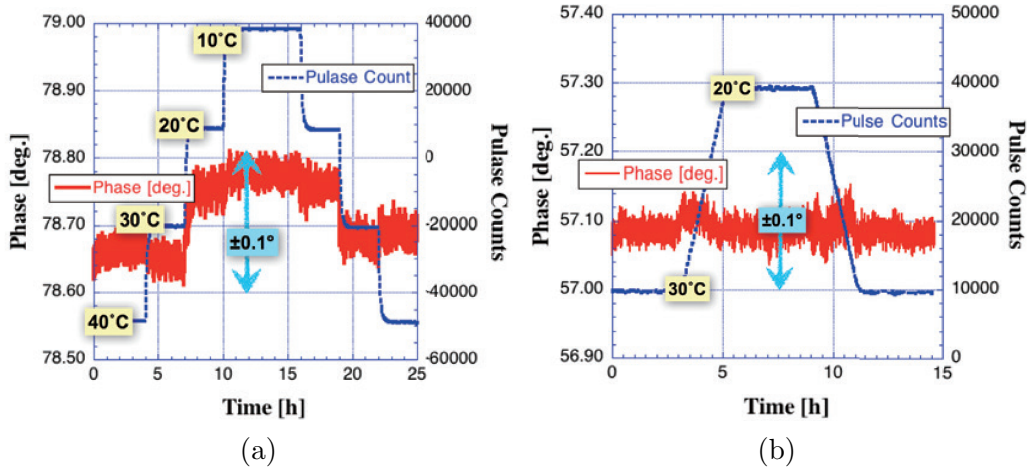 79.00
78.90
78.80
78.70
78.60
78.50
Phase [deg.]
40000
20000
0
-20000
-40000
-60000
Pulase Counts
10˚C
20˚C
30˚C
40˚C
Pulase Count
Phase [deg.]
±0.1°
0 5 10 15 20 25
Time [h]
(a)
57.40
57.30
57.20
57.10
57.00
56.90
Phase [deg.]
50000
40000
30000
20000
10000
0
Pulse Counts
20˚C
Pulse Counts
Phase [deg.]
±0.1°
30˚C
0 5 10 15
Time [h]
(b)